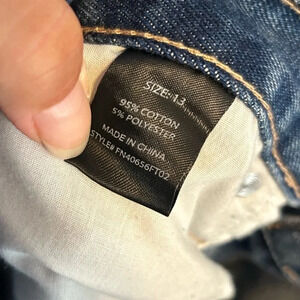 SIZE: 13
95% COTTON
5% POLYESTER
MADE IN CHINA
STYLE# FN40656FT02